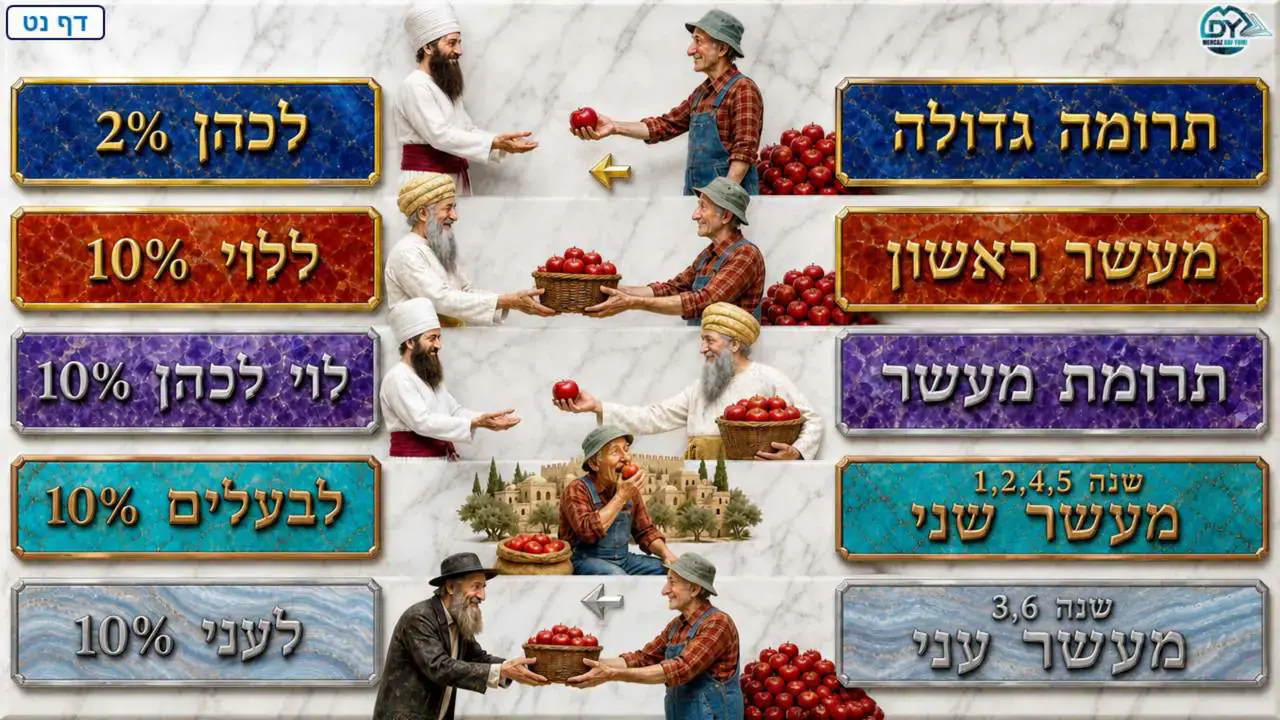 דף נט
DY
MERCAZ DAF YOMI
תרומה גדולה
לכהן 2%
מעשר ראשון
ללוי 10%
תרומת מעשר
לוי לכהן 10%
שנה 1,2,4,5
מעשר שני
לבעלים 10%
שנה 3,6
מעשר עני
לעני 10%